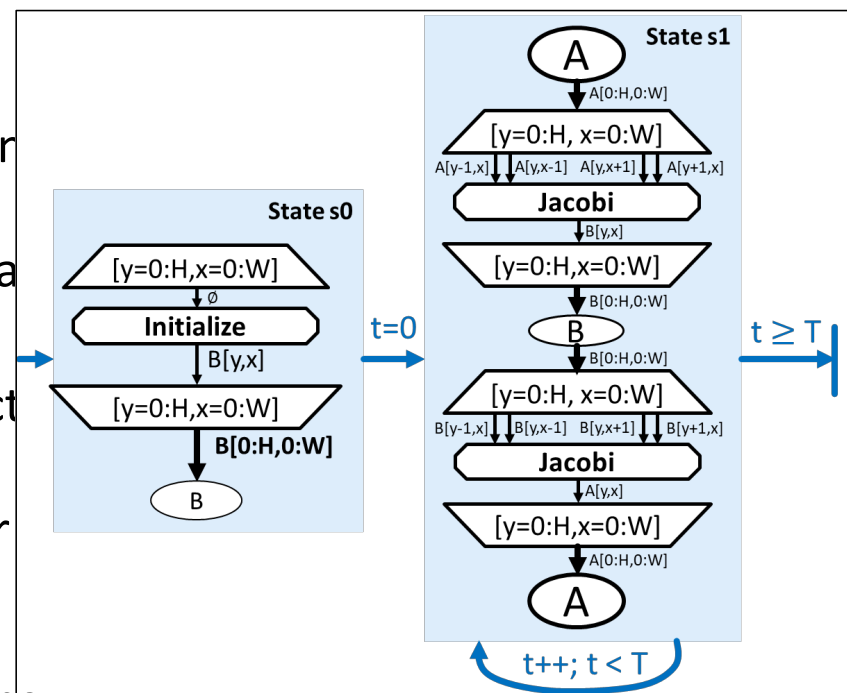 State s0
[y=0:H,x=0:W]
Ø
Initialize
B[y,x]
[y=0:H,x=0:W]
B[0:H,0:W]
B
t=0
State s1
A
A[0:H,0:W]
[y=0:H, x=0:W]
A[y-1,x] A[y,x-1] A[y,x+1] A[y+1,x]
Jacobi
B[y,x]
[y=0:H,x=0:W]
B[0:H,0:W]
B
B[0:H,0:W]
[y=0:H, x=0:W]
B[y-1,x] B[y,x-1] B[y,x+1] B[y+1,x]
Jacobi
A[y,x]
[y=0:H,x=0:W]
A[0:H,0:W]
A
t++; t < T
t ≥ T